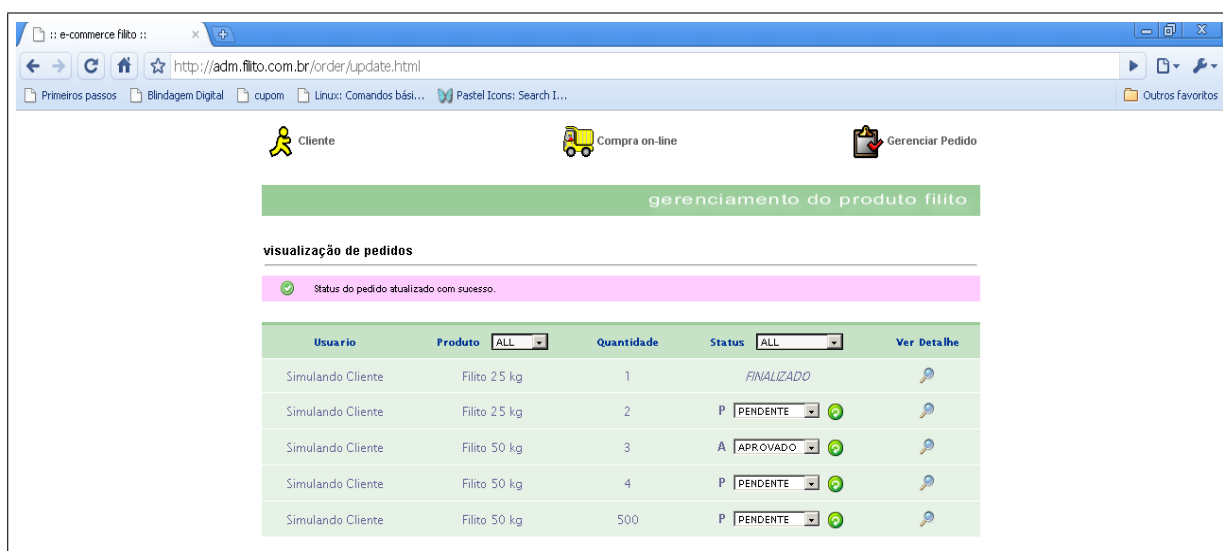 :: e-commerce filito ::
http://adm.filito.com.br/order/update.html
Primeiros passos Blindagem Digital cupom Linux: Comandos bási... Pastel Icons: Search I... Outros favoritos
Cliente Compra on-line Gerenciar Pedido
gerenciamento do produto filito
visualização de pedidos
Status do pedido atualizado com sucesso.
Usuario Produto ALL Quantidade Status ALL Ver Detalhe
Simulando Cliente Filito 25 kg 1 FINALIZADO
Simulando Cliente Filito 25 kg 2 P PENDENTE
Simulando Cliente Filito 50 kg 3 A APROVADO
Simulando Cliente Filito 50 kg 4 P PENDENTE
Simulando Cliente Filito 50 kg 500 P PENDENTE